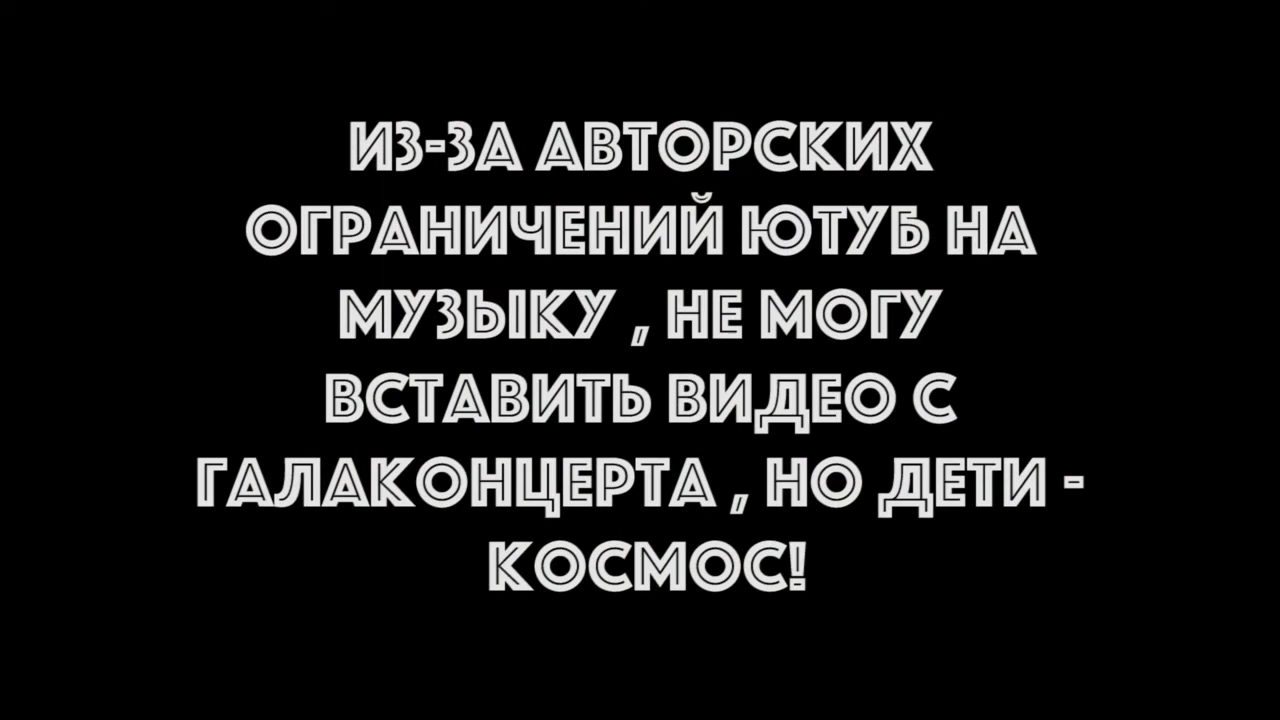 ИЗ-ЗА АВТОРСКИХ
ОГРАНИЧЕНИЙ ЮТУБ НА
МУЗЫКУ , НЕ МОГУ
ВСТАВИТЬ ВИДЕО С
ГАЛАКОНЦЕРТА , НО ДЕТИ -
КОСМОС!